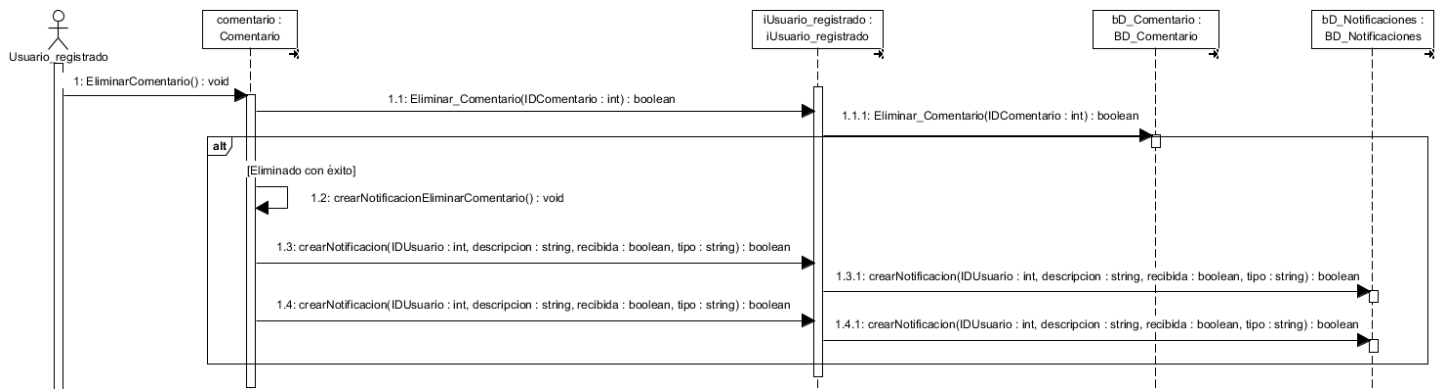 comentario :
Comentario
iUsuario_registrado :
iUsuario_registrado
bD_Comentario :
BD_Comentario
bD_Notificaciones :
BD_Notificaciones
Usuario_registrado
1: EliminarComentario() : void
1.1: Eliminar_Comentario(IDComentario : int) : boolean
1.1.1: Eliminar_Comentario(IDComentario : int) : boolean
alt
[Eliminado con éxito]
1.2: crearNotificacionEliminarComentario() : void
1.3: crearNotificacion(IDUsuario : int, descripcion : string, recibida : boolean, tipo : string) : boolean
1.3.1: crearNotificacion(IDUsuario : int, descripcion : string, recibida : boolean, tipo : string) : boolean
1.4: crearNotificacion(IDUsuario : int, descripcion : string, recibida : boolean, tipo : string) : boolean
1.4.1: crearNotificacion(IDUsuario : int, descripcion : string, recibida : boolean, tipo : string) : boolean